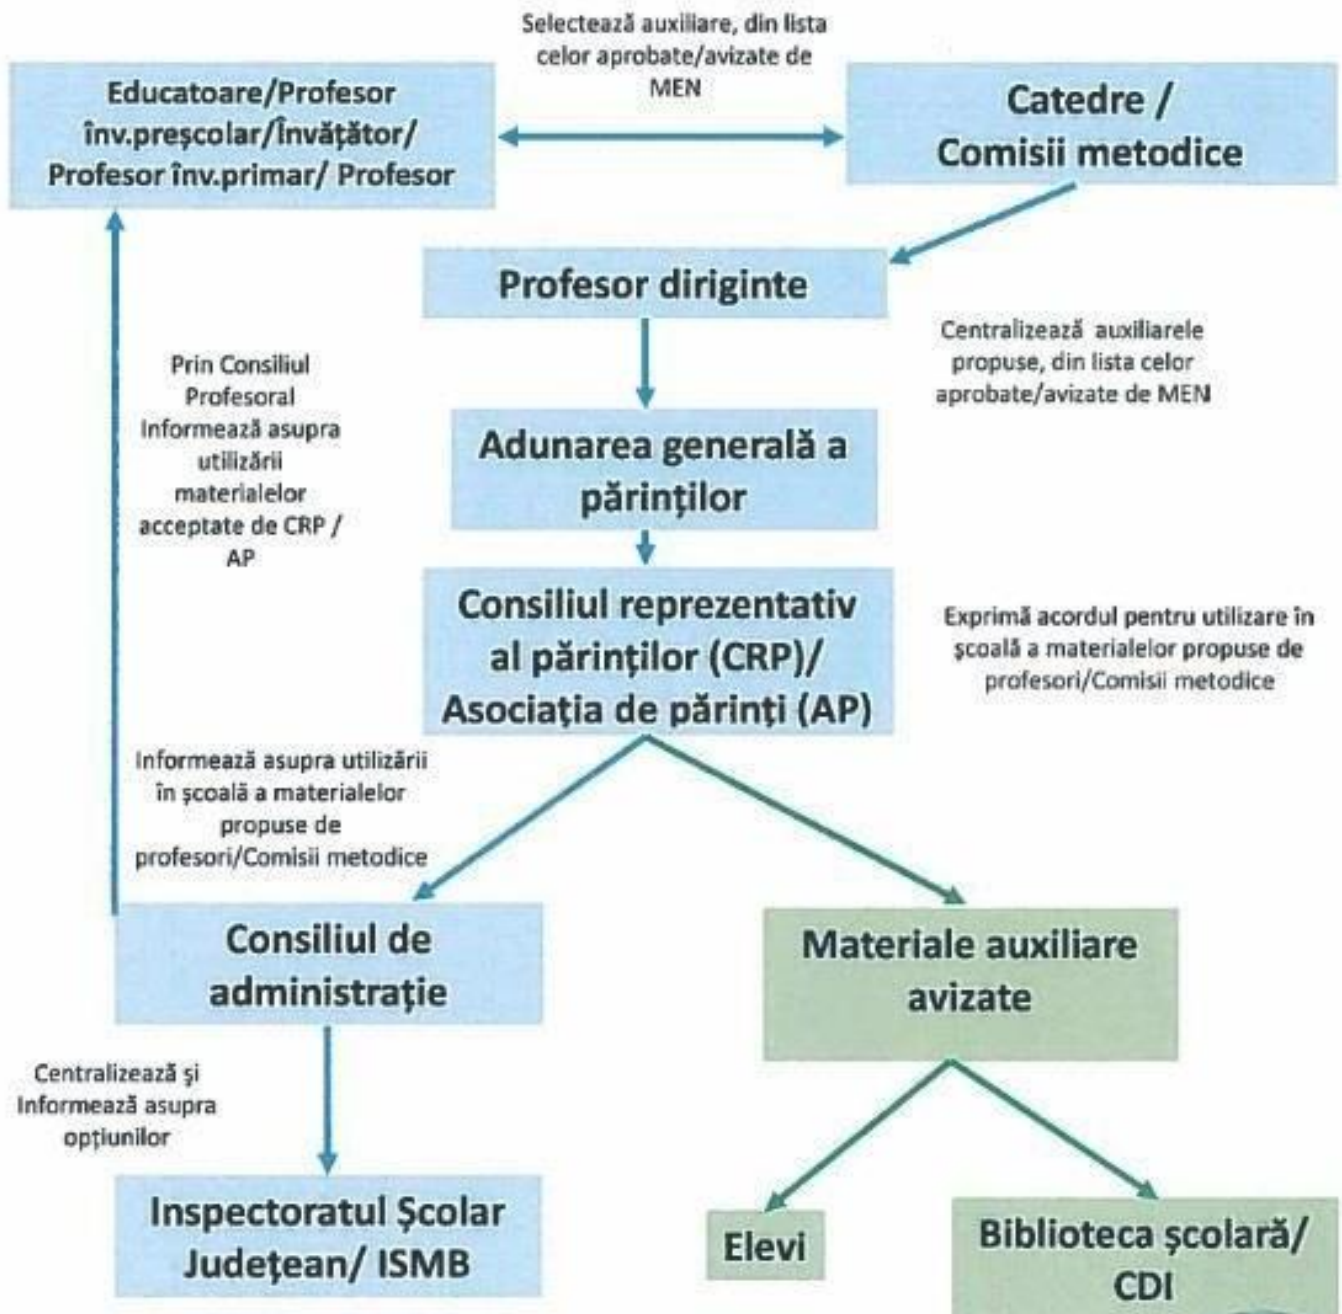 Selectează auxiliare, din lista
celor aprobate/avizate de
MEN
Educatoare/Profesor
înv.preşcolar/Învăţător/
Profesor înv.primar/ Profesor
Catedre /
Comisii metodice
Profesor diriginte
Centralizează auxiliarele
propuse, din lista celor
aprobate/avizate de MEN
Prin Consiliul
Profesoral
Informează asupra
utilizării
materialelor
acceptate de CRP /
AP
Adunarea generală a
părinţilor
Consiliul reprezentativ
al părinţilor (CRP)/
Asociaţia de părinţi (AP)
Exprimă acordul pentru utilizare în
şcoală a materialelor propuse de
profesori/Comisii metodice
Informează asupra utilizării
în şcoală a materialelor
propuse de
profesori/Comisii metodice
Consiliul de
administraţie
Materiale auxiliare
avizate
Centralizează şi
Informează asupra
opţiunilor
Inspectoratul Şcolar
Judeţean/ ISMB
Elevi
Biblioteca şcolară/
CDI